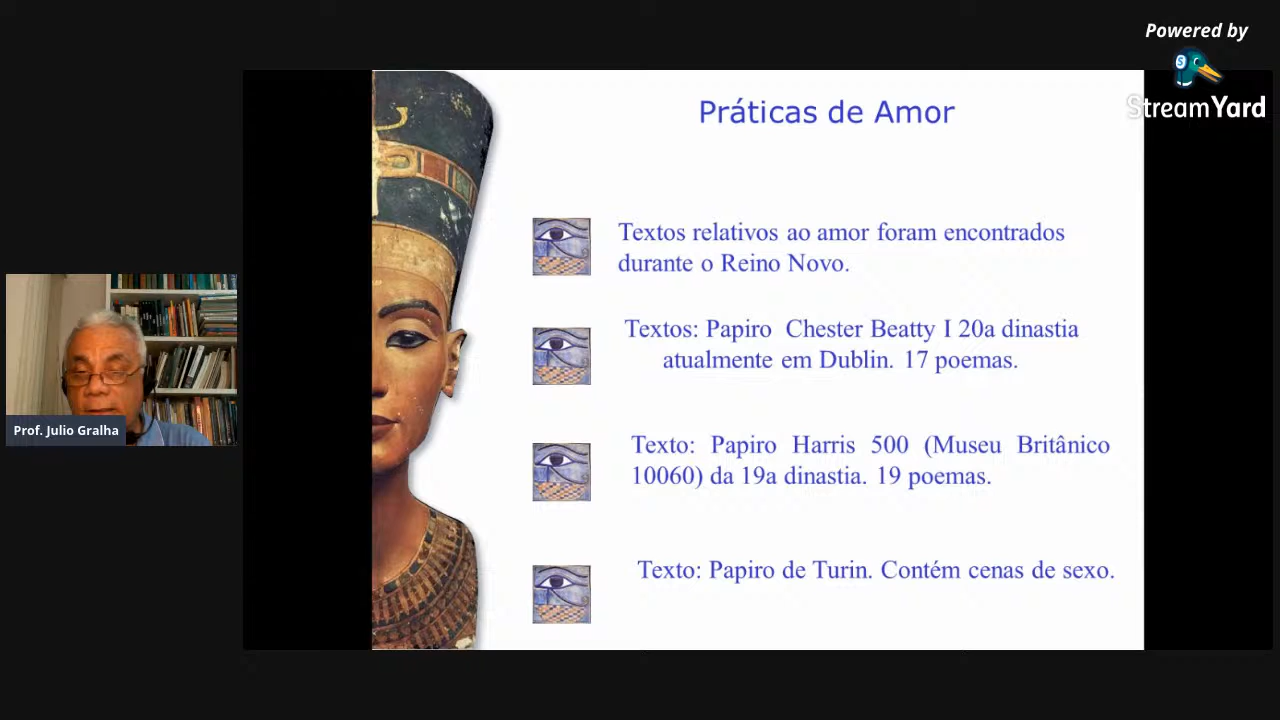 Powered by
StreamYard
Práticas de Amor
Textos relativos ao amor foram encontrados
durante o Reino Novo.
Textos: Papiro Chester Beatty I 20a dinastia
atualmente em Dublin. 17 poemas.
Texto: Papiro Harris 500 (Museu Britânico
10060) da 19a dinastia. 19 poemas.
Texto: Papiro de Turin. Contém cenas de sexo.
Prof. Julio Gralha